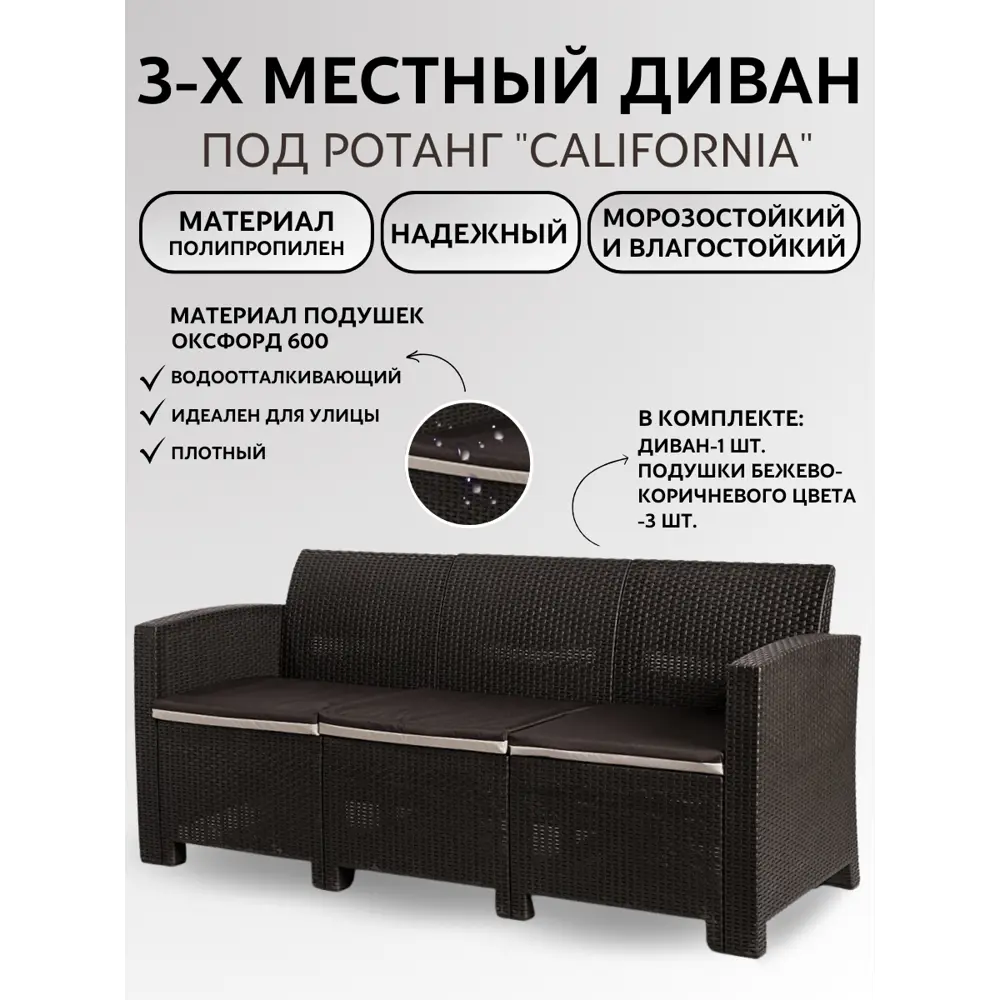 3-Х МЕСТНЫЙ ДИВАН
ПОД РОТАНГ "CALIFORNIA"
МАТЕРИАЛ
ПОЛИПРОПИЛЕН
НАДЕЖНЫЙ
МОРОЗОСТОЙКИЙ
И ВЛАГОСТОЙКИЙ
МАТЕРИАЛ ПОДУШЕК
ОКСФОРД 600
ВОДООТТАЛКИВАЮЩИЙ
ИДЕАЛЕН ДЛЯ УЛИЦЫ
ПЛОТНЫЙ
В КОМПЛЕКТЕ:
ДИВАН-1 ШТ.
ПОДУШКИ БЕЖЕВО-
КОРИЧНЕВОГО ЦВЕТА
-3 ШТ.